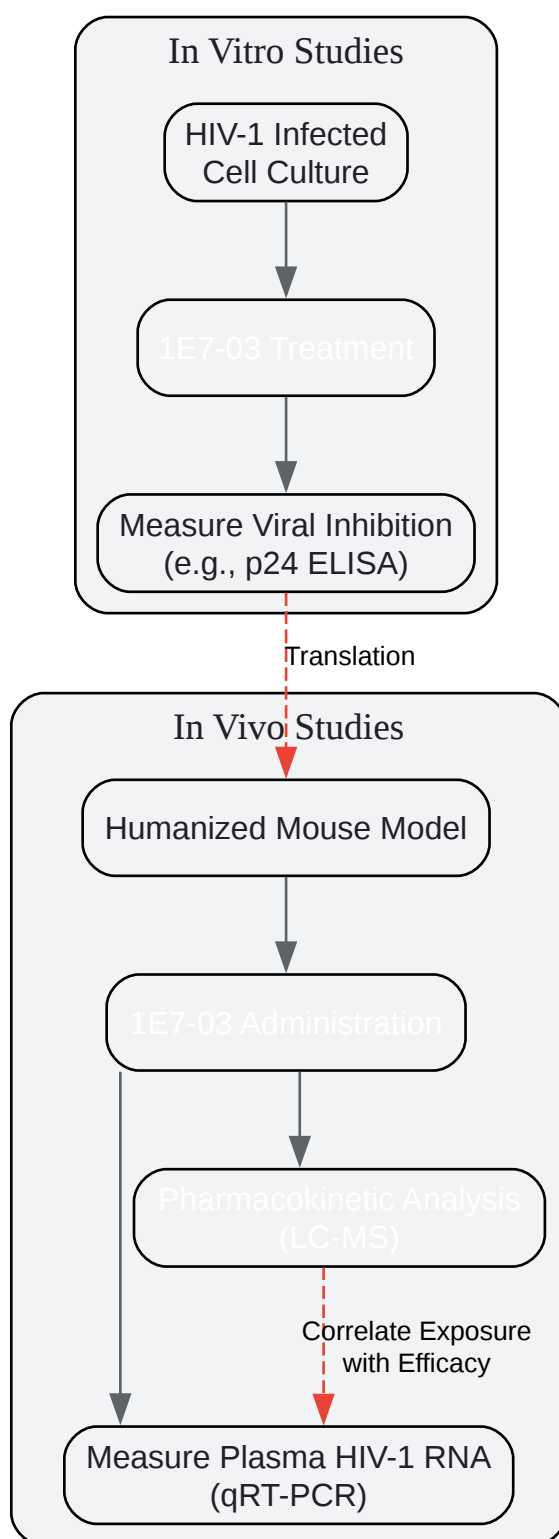 In Vitro Studies
HIV-1 Infected
Cell Culture
1E7-03 Treatment
Measure Viral Inhibition
(e.g., p24 ELISA)
Translation
In Vivo Studies
Humanized Mouse Model
1E7-03 Administration
Pharmacokinetic Analysis
(LC-MS)
Correlate Exposure
with Efficacy
Measure Plasma HIV-1 RNA
(qRT-PCR)